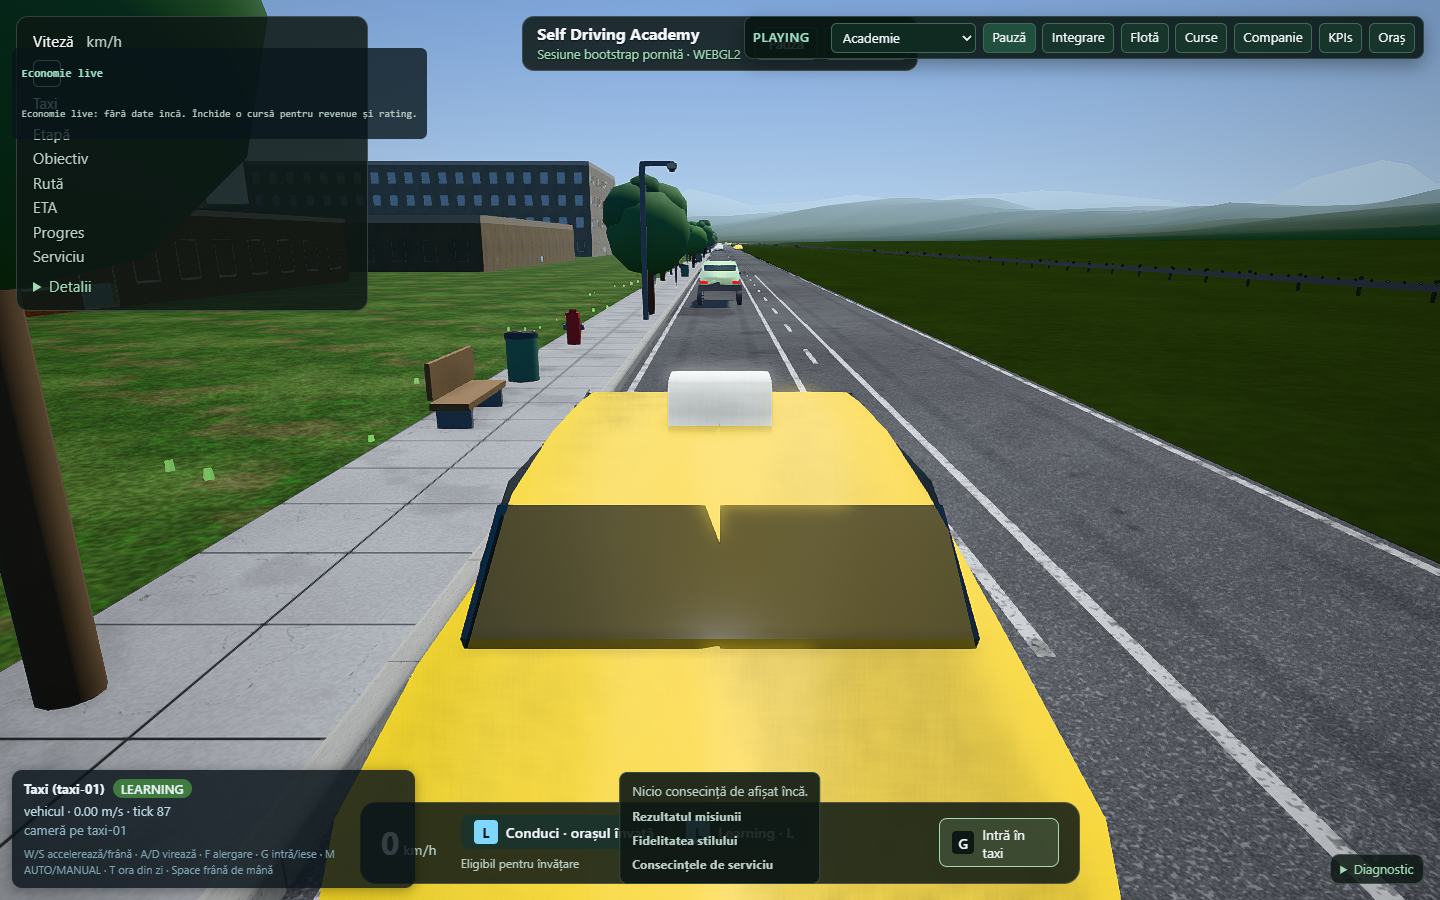 Viteză km/h
Economie live
Taxi
Economie live: fără date încă. Închide o cursă pentru revenue și rating.
Etapă
Obiectiv
Rută
ETA
Progres
Serviciu
Detalii
Self Driving Academy
Sesiune bootstrap pornită · WEBGL2
PLAYING
Pauză
Academie
Pauză
Integrare
Flotă
Curse
Companie
KPIs
Oraș
Taxi (taxi-01) LEARNING
vehicul · 0.00 m/s · tick 87
cameră pe taxi-01
W/S accelerează/frână · A/D virează · F alergare · G intră/iese · M
AUTO/MANUAL · T ora din zi · Space frână de mână
0 km/h
L Conduci · orașul învață
L Learning · L
Eligibil pentru învățare
Nicio consecință de afișat încă.
Rezultatul misiunii
Fidelitatea stilului
Consecințele de serviciu
G Intră în
taxi
Diagnostic